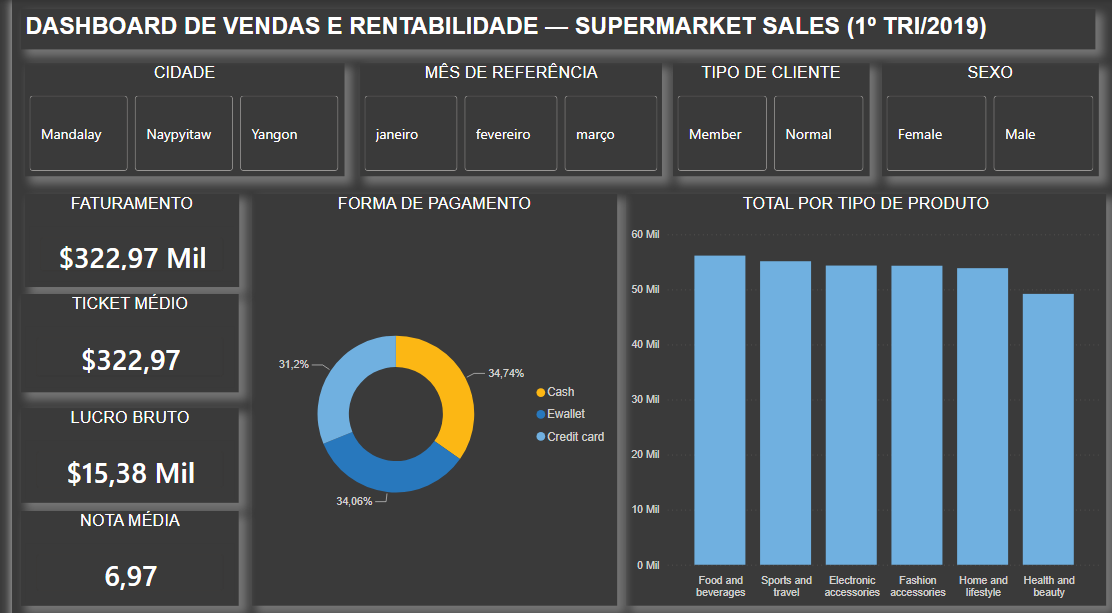 DASHBOARD DE VENDAS E RENTABILIDADE — SUPERMARKET SALES (1º TRI/2019)
CIDADE
Mandalay
Naypyitaw
Yangon
MÊS DE REFERÊNCIA
janeiro
fevereiro
março
TIPO DE CLIENTE
Member
Normal
SEXO
Female
Male
FATURAMENTO
$322,97 Mil
TICKET MÉDIO
$322,97
LUCRO BRUTO
$15,38 Mil
NOTA MÉDIA
6,97
FORMA DE PAGAMENTO
31,2%
34,74%
34,06%
Cash
Ewallet
Credit card
TOTAL POR TIPO DE PRODUTO
60 Mil
50 Mil
40 Mil
30 Mil
20 Mil
10 Mil
0 Mil
Food and
beverages
Sports and
travel
Electronic
accessories
Fashion
accessories
Home and
lifestyle
Health and
beauty